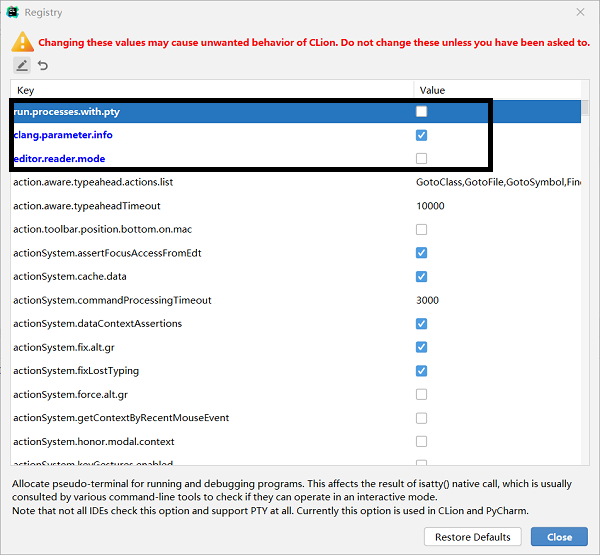 Registry
Changing these values may cause unwanted behavior of CLion. Do not change these unless you have been asked to.
Key Value
run.processes.with.pty
clang.parameter.info
editor.reader.mode
action.aware.typeahead.actions.list GotoClass,GotoFile,GotoSymbol,Find
action.aware.typeaheadTimeout 10000
action.toolbar.position.bottom.on.mac
actionSystem.assertFocusAccessFromEdt
actionSystem.cache.data
actionSystem.commandProcessingTimeout 3000
actionSystem.dataContextAssertions
actionSystem.fix.alt.gr
actionSystem.fixLostTyping
actionSystem.force.alt.gr
actionSystem.getContextByRecentMouseEvent
actionSystem.honor.modal.context
actionSystem.keyGestures.enabled
Allocate pseudo-terminal for running and debugging programs. This affects the result of isatty() native call, which is usually
consulted by various command-line tools to check if they can operate in an interactive mode.
Note that not all IDEs check this option and support PTY at all. Currently this option is used in CLion and PyCharm.
Restore Defaults Close